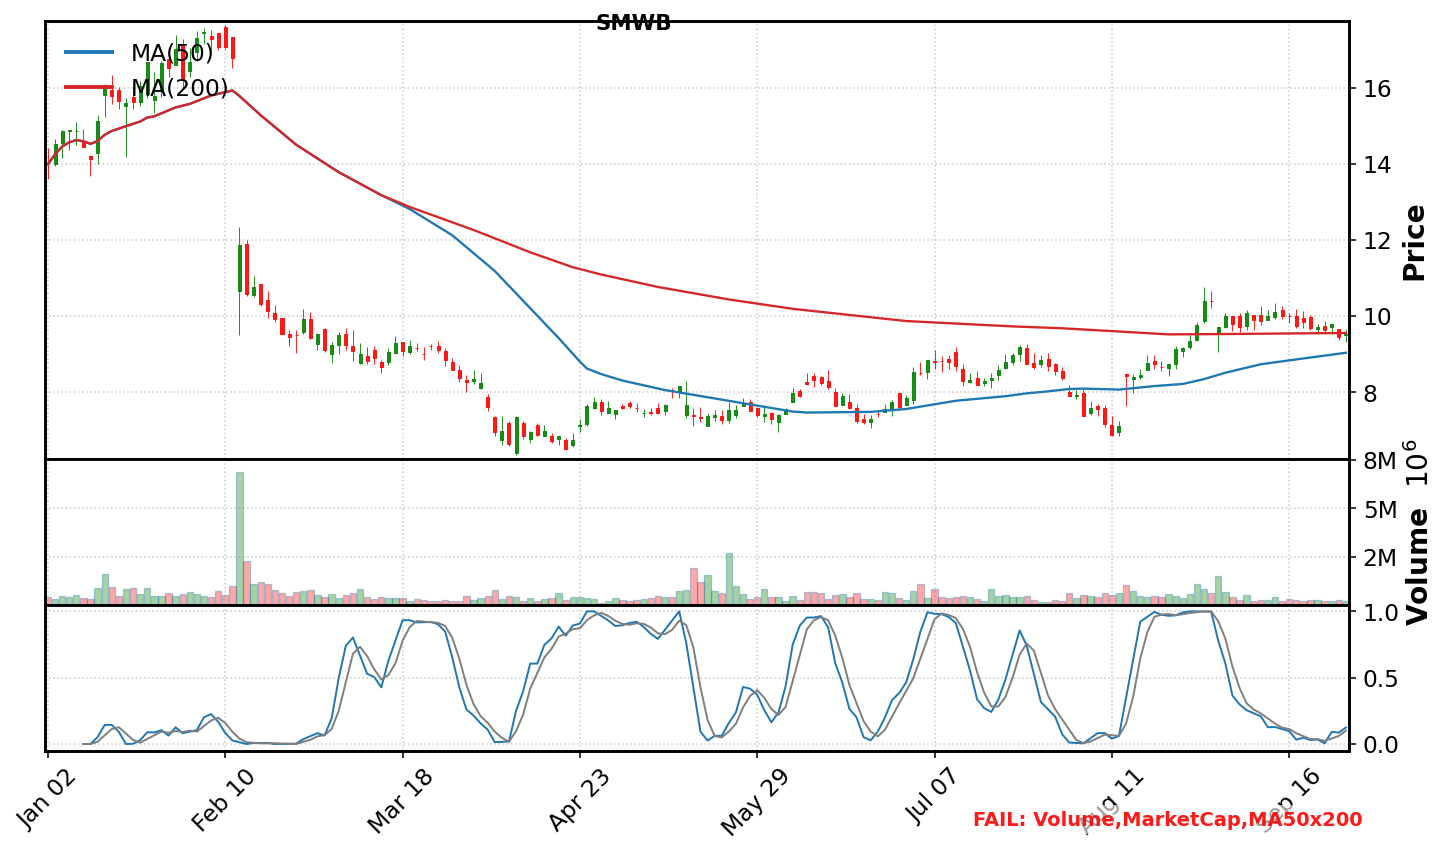 SMWB
MA(50)
MA(200)
16
14
12
10
8
Price
8M
5M
2M
Volume 10^6
1.0
0.5
0.0
Jan 02
Feb 10
Mar 18
Apr 23
May 29
Jul 07
Aug 11
Sep 16
FAIL: Volume,MarketCap,MA50x200